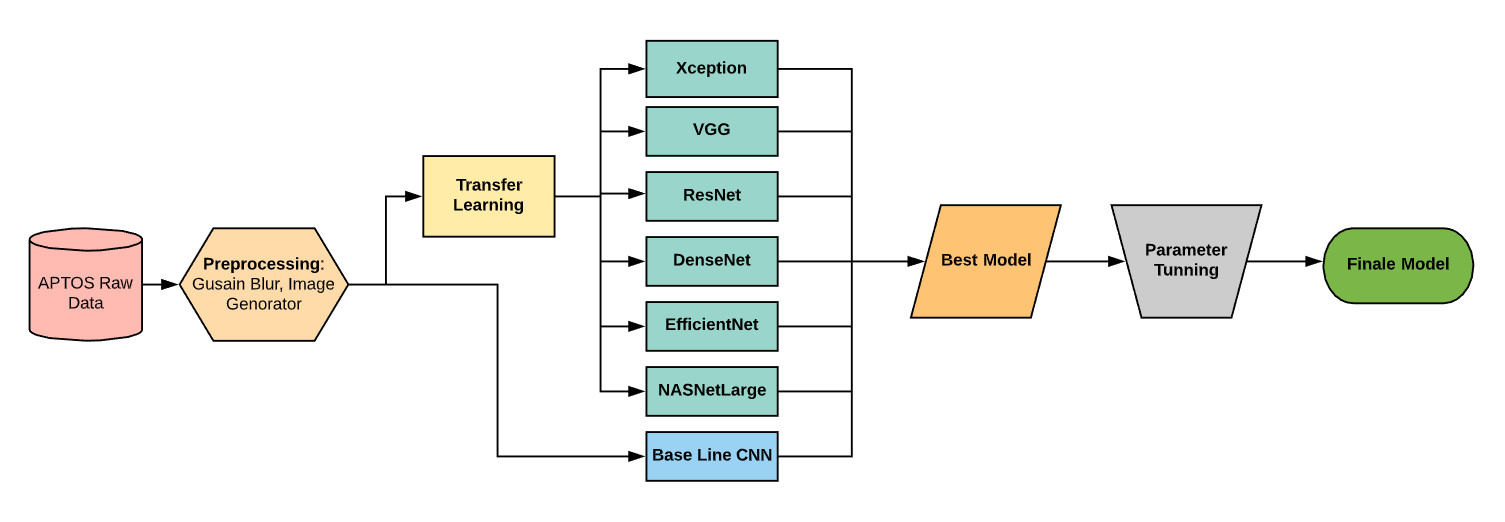 APTOS Raw
Data
Preprocessing:
Gusain Blur, Image
Genorator
Transfer
Learning
Xception
VGG
ResNet
DenseNet
EfficientNet
NASNetLarge
Base Line CNN
Best Model
Parameter
Tunning
Finale Model